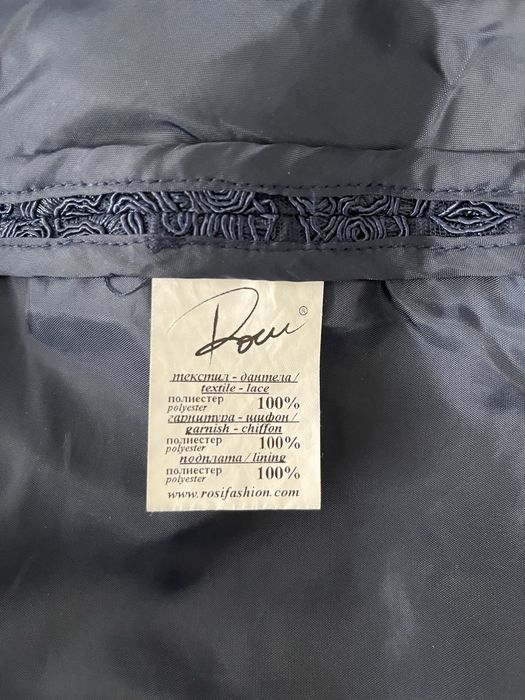 Роси®
текстил - дантела /
textile - lace
полиестер 100%
polyester
гарнитура - шифон /
garnish - chiffon
полиестер 100%
polyester
подплата / lining
полиестер 100%
polyester
www.rosifashion.com